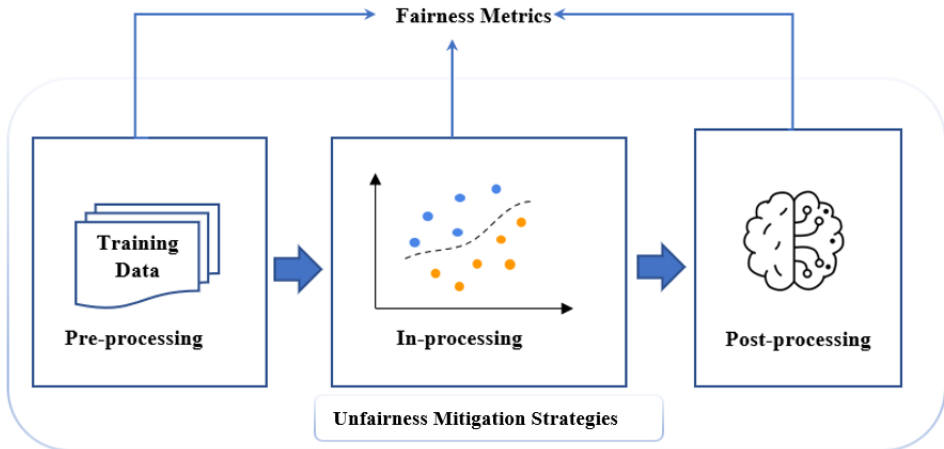 Fairness Metrics
Training
Data
Pre-processing
In-processing
Post-processing
Unfairness Mitigation Strategies